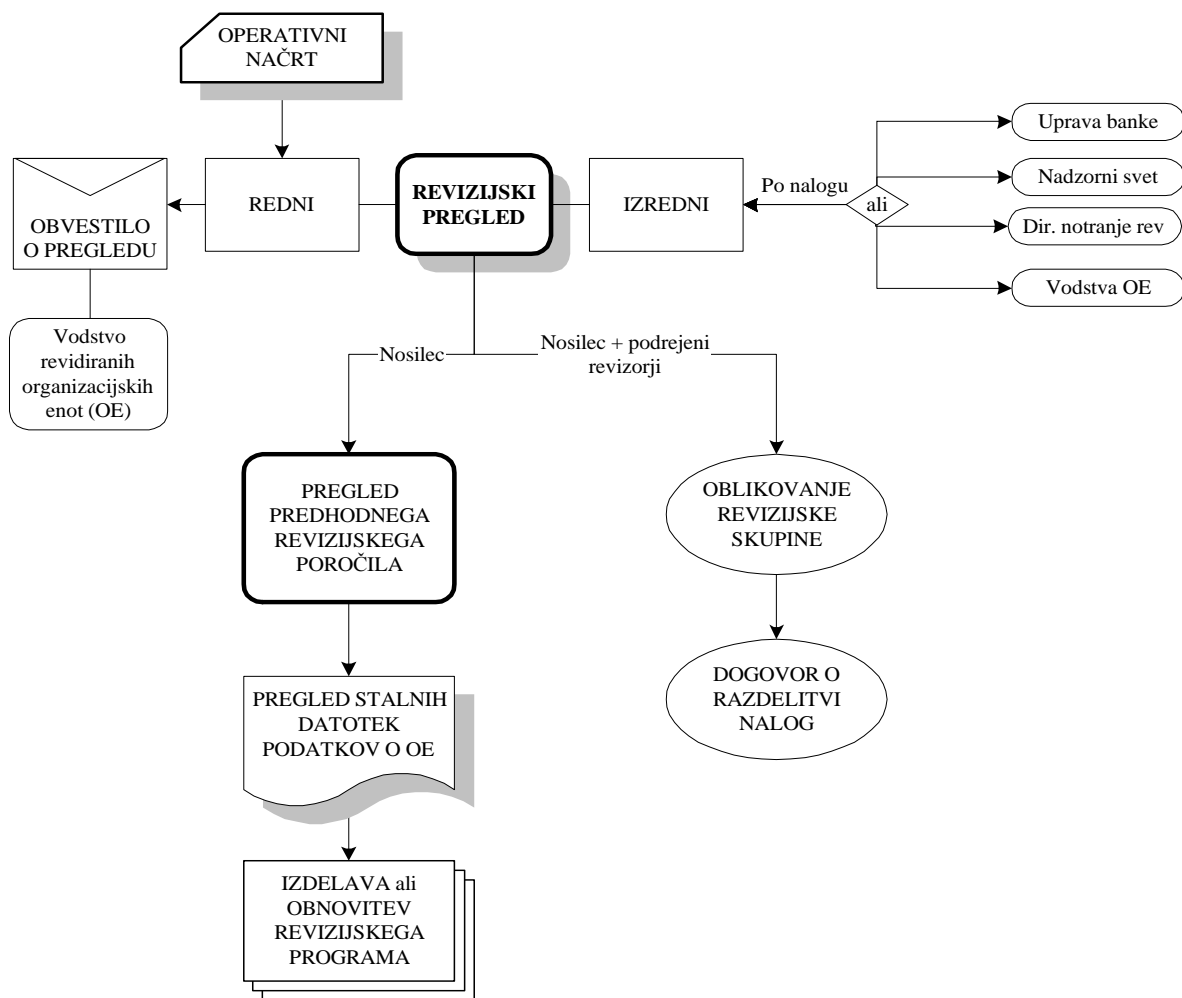 OPERATIVNI
NAČRT
OBVESTILO
O PREGLEDU
REDNI
REVIZIJSKI
PREGLED
IZREDNI
Po nalogu
ali
Uprava banke
Nadzorni svet
Dir. notranje rev
Vodstva OE
Vodstvo
revidiranih
organizacijskih
enot (OE)
Nosilec
Nosilec + podrejeni
revizorji
PREGLED
PREDHODNEGA
REVIZIJSKEGA
POROČILA
OBLIKOVANJE
REVIZIJSKE
SKUPINE
PREGLED STALNIH
DATOTEK
PODATKOV O OE
DOGOVOR O
RAZDELITVI
NALOG
IZDELAVA ali
OBNOVITEV
REVIZIJSKEGA
PROGRAMA